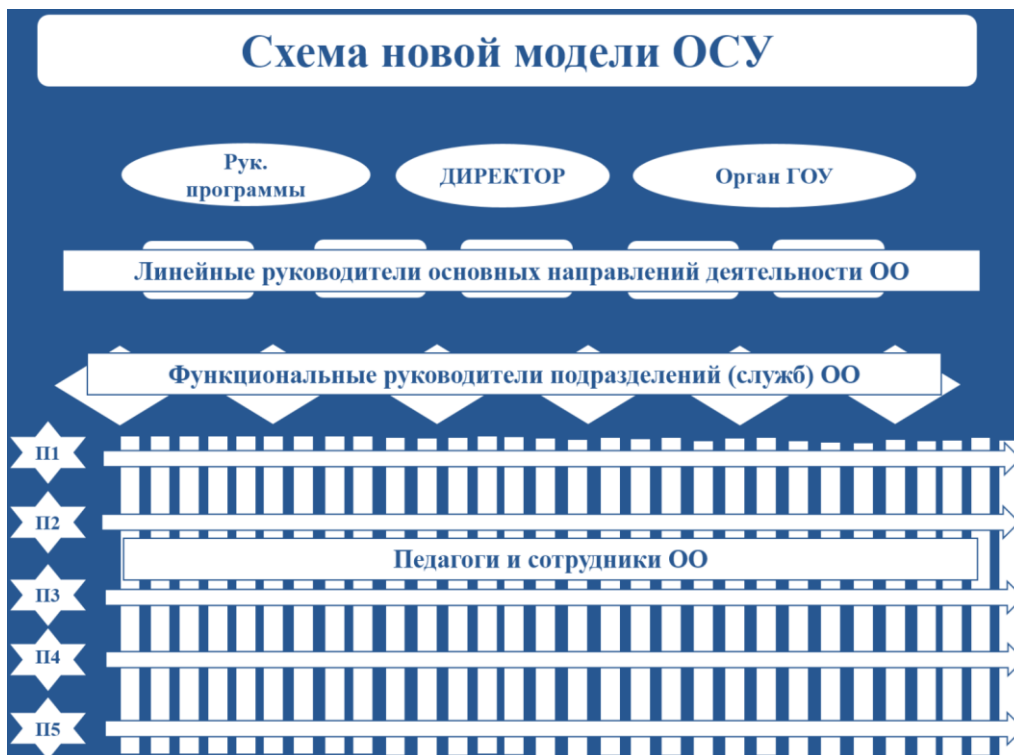 Схема новой модели ОСУ
Рук.
программы
ДИРЕКТОР
Орган ГОУ
Линейные руководители основных направлений деятельности ОО
Функциональные руководители подразделений (служб) ОО
П1
П2
Педагоги и сотрудники ОО
П3
П4
П5